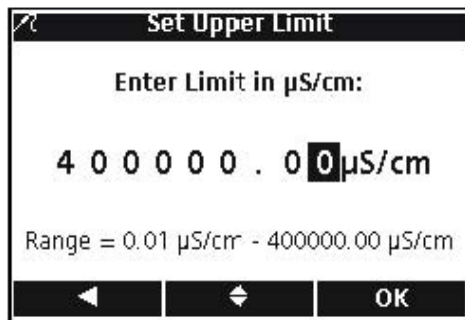 Set Upper Limit
Enter Limit in µS/cm:
400000.00µS/cm
Range = 0.01 µS/cm - 400000.00 µS/cm
OK